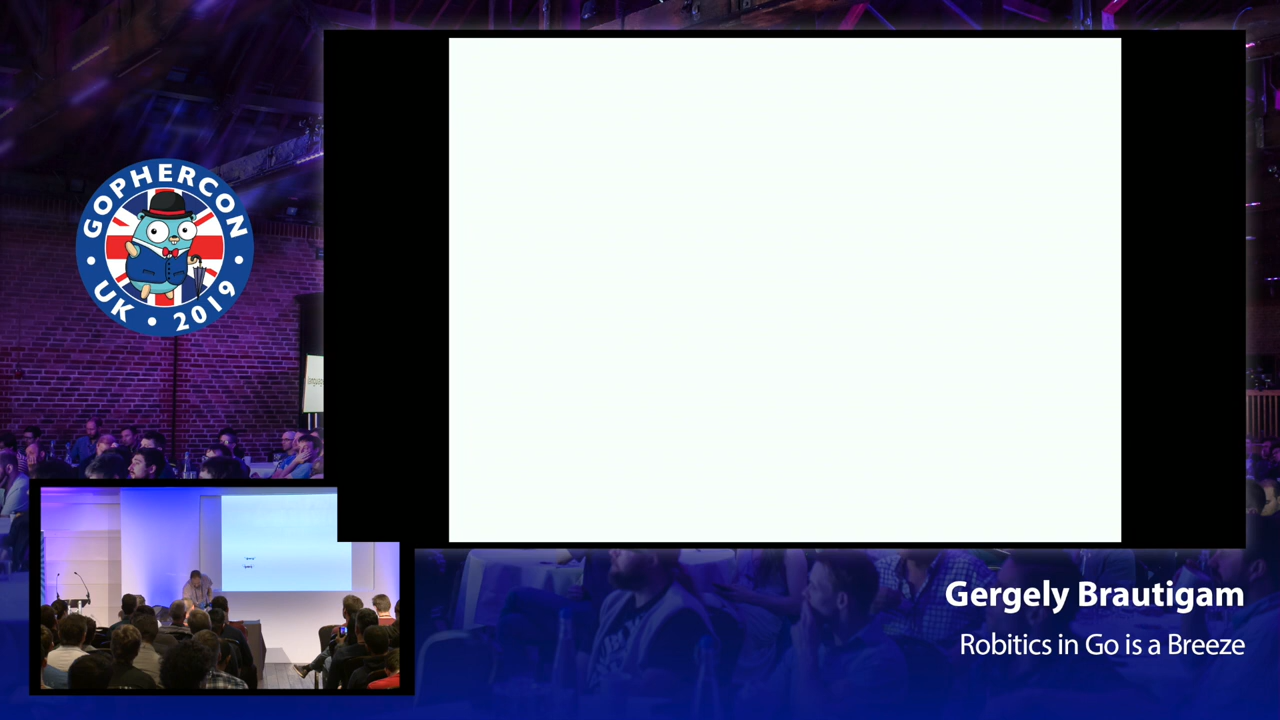 GOPHERCON
UK • 2019
Gergely Brautigam
Robitics in Go is a Breeze